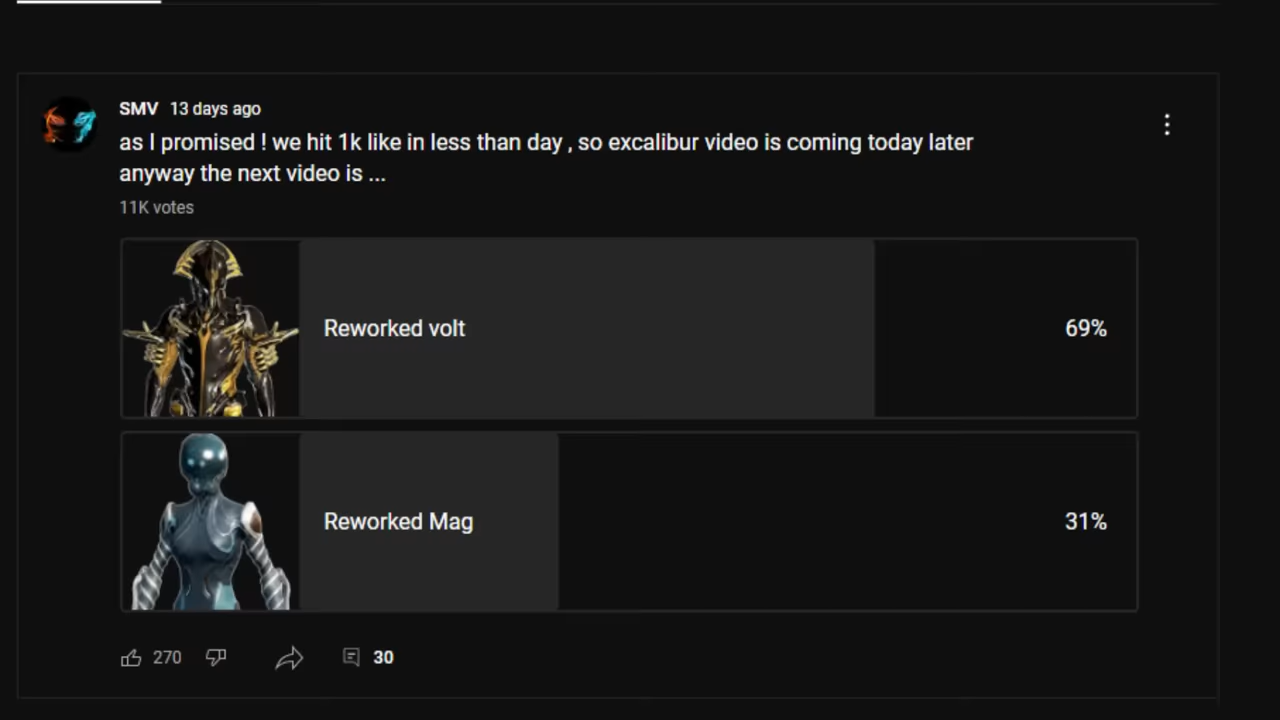 SMV 13 days ago
as I promised ! we hit 1k like in less than day , so excalibur video is coming today later
anyway the next video is ...
11K votes
Reworked volt 69%
Reworked Mag 31%
270 30